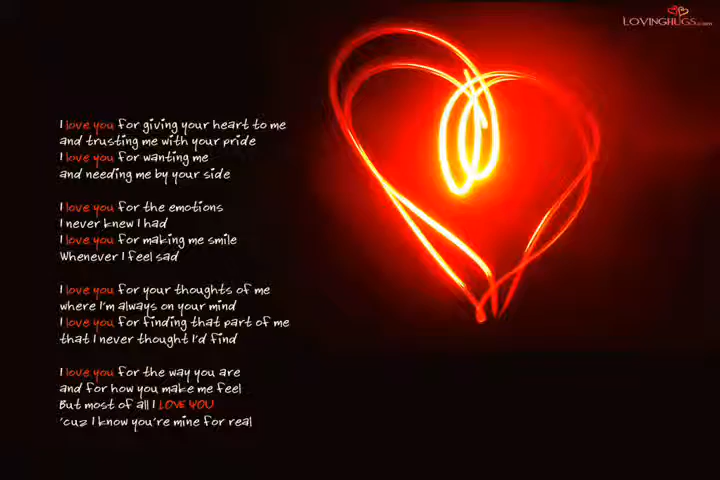 LOVINGHUGS.com
I love you for giving your heart to me
and trusting me with your pride
I love you for wanting me
and needing me by your side
I love you for the emotions
I never knew I had
I love you for making me smile
Whenever I feel sad
I love you for your thoughts of me
where I'm always on your mind
I love you for finding that part of me
that I never thought I'd find
I love you for the way you are
and for how you make me feel
But most of all I LOVE YOU
'cuz I know you're mine for real